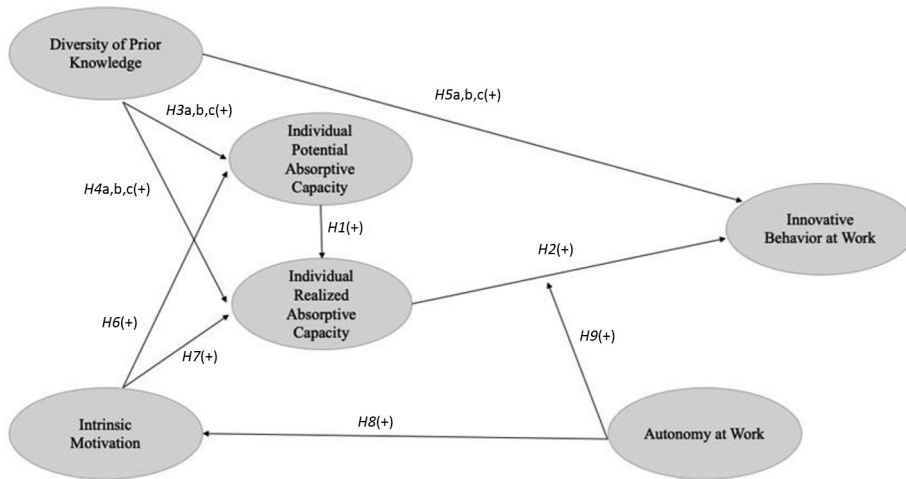 Diversity of Prior
Knowledge
H5a,b,c(+)
H3a,b,c(+)
Individual
Potential
Absorptive
Capacity
H4a,b,c(+)
Innovative
Behavior at Work
H1(+)
H2(+)
Individual
Realized
Absorptive
Capacity
H6(+)
H7(+)
H9(+)
Intrinsic
Motivation
H8(+)
Autonomy at Work